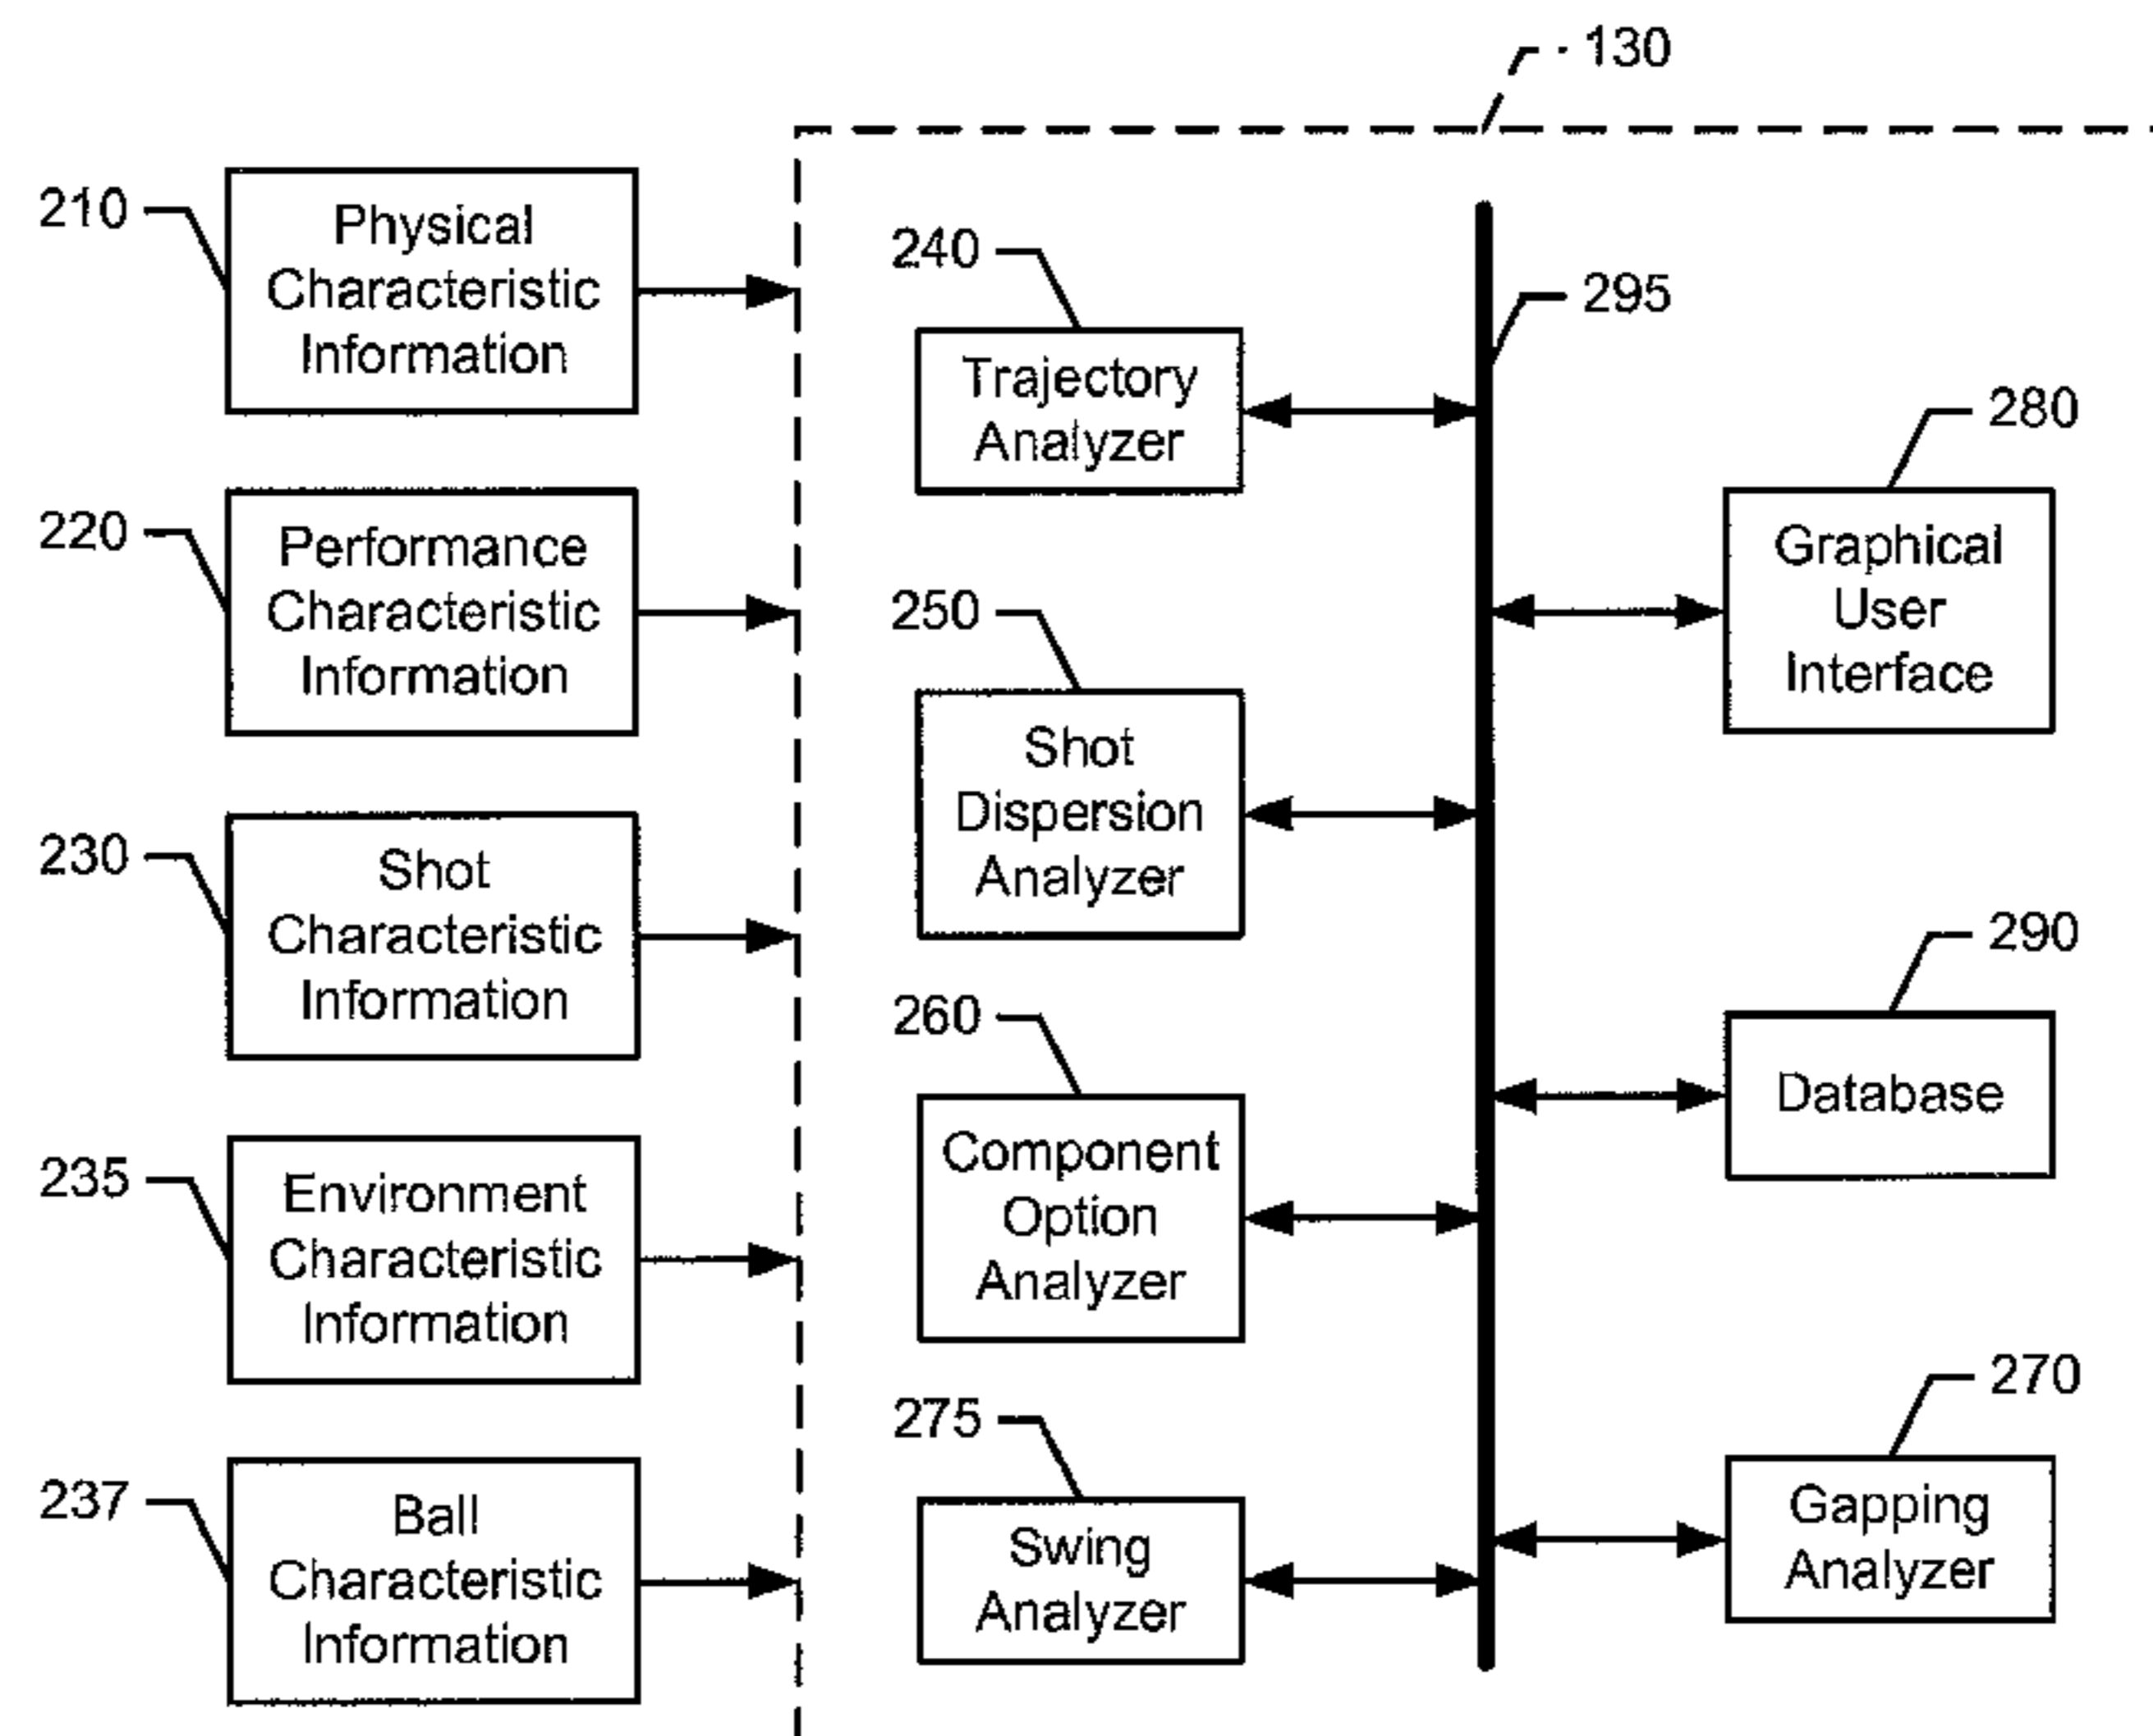 130
210
Physical
Characteristic
Information
220
Performance
Characteristic
Information
230
Shot
Characteristic
Information
235
Environment
Characteristic
Information
237
Ball
Characteristic
Information
240
Trajectory
Analyzer
250
Shot
Dispersion
Analyzer
260
Component
Option
Analyzer
275
Swing
Analyzer
295
280
Graphical
User
Interface
290
Database
270
Gapping
Analyzer